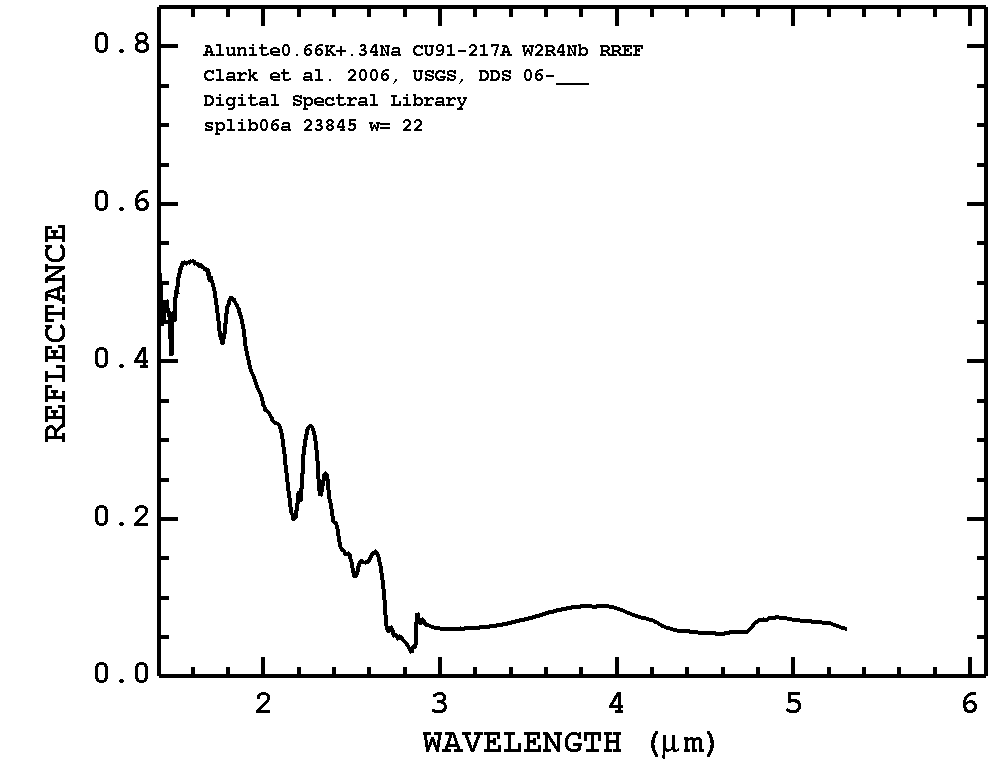 Alunite0.66K+.34Na CU91-217A W2R4Nb RREF
Clark et al. 2006, USGS, DDS 06-___
Digital Spectral Library
splib06a 23845 w= 22
0.8
0.6
0.4
0.2
0.0
REFLECTANCE
2 3 4 5 6
WAVELENGTH (μm)